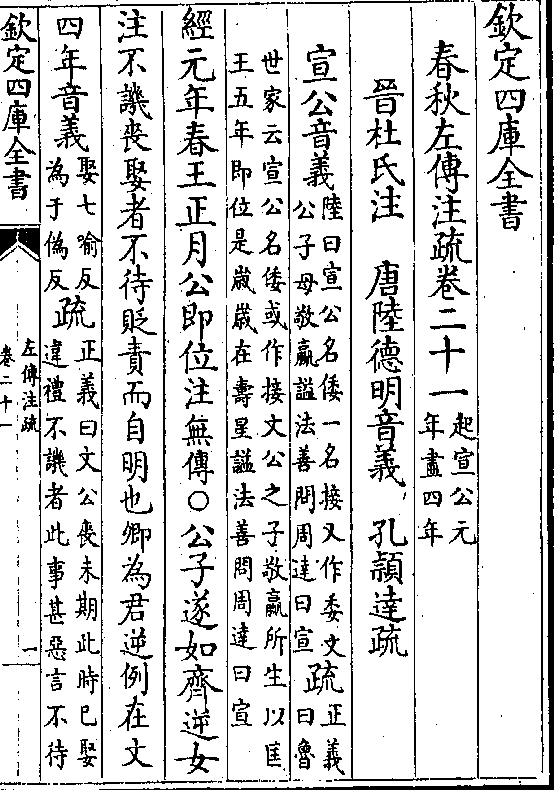 欽定四庫全書
春秋左傳注疏卷二十一起宣公元
年盡四年
晉杜氏注 唐陸德明音義 孔穎達疏
宣公音義陸曰宣公名倭一名接又作委文
公子母敬嬴諡法善問周達曰宣疏正義曰魯
世家云宣公名倭或作接文公之子敬嬴所生以匡
王五年即位是歲歲在壽星諡法善問周達曰宣
經元年春王正月公即位注無傳○公子遂如齊逆女
注不譏喪娶者不待貶責而自明也卿為君逆例在文
四年音義娶七喻反
為于偽反疏正義曰文公喪未期此時已娶
違禮不譏者此事甚惡言不待
欽定四庫全書
左傳注疏
卷二十一
一